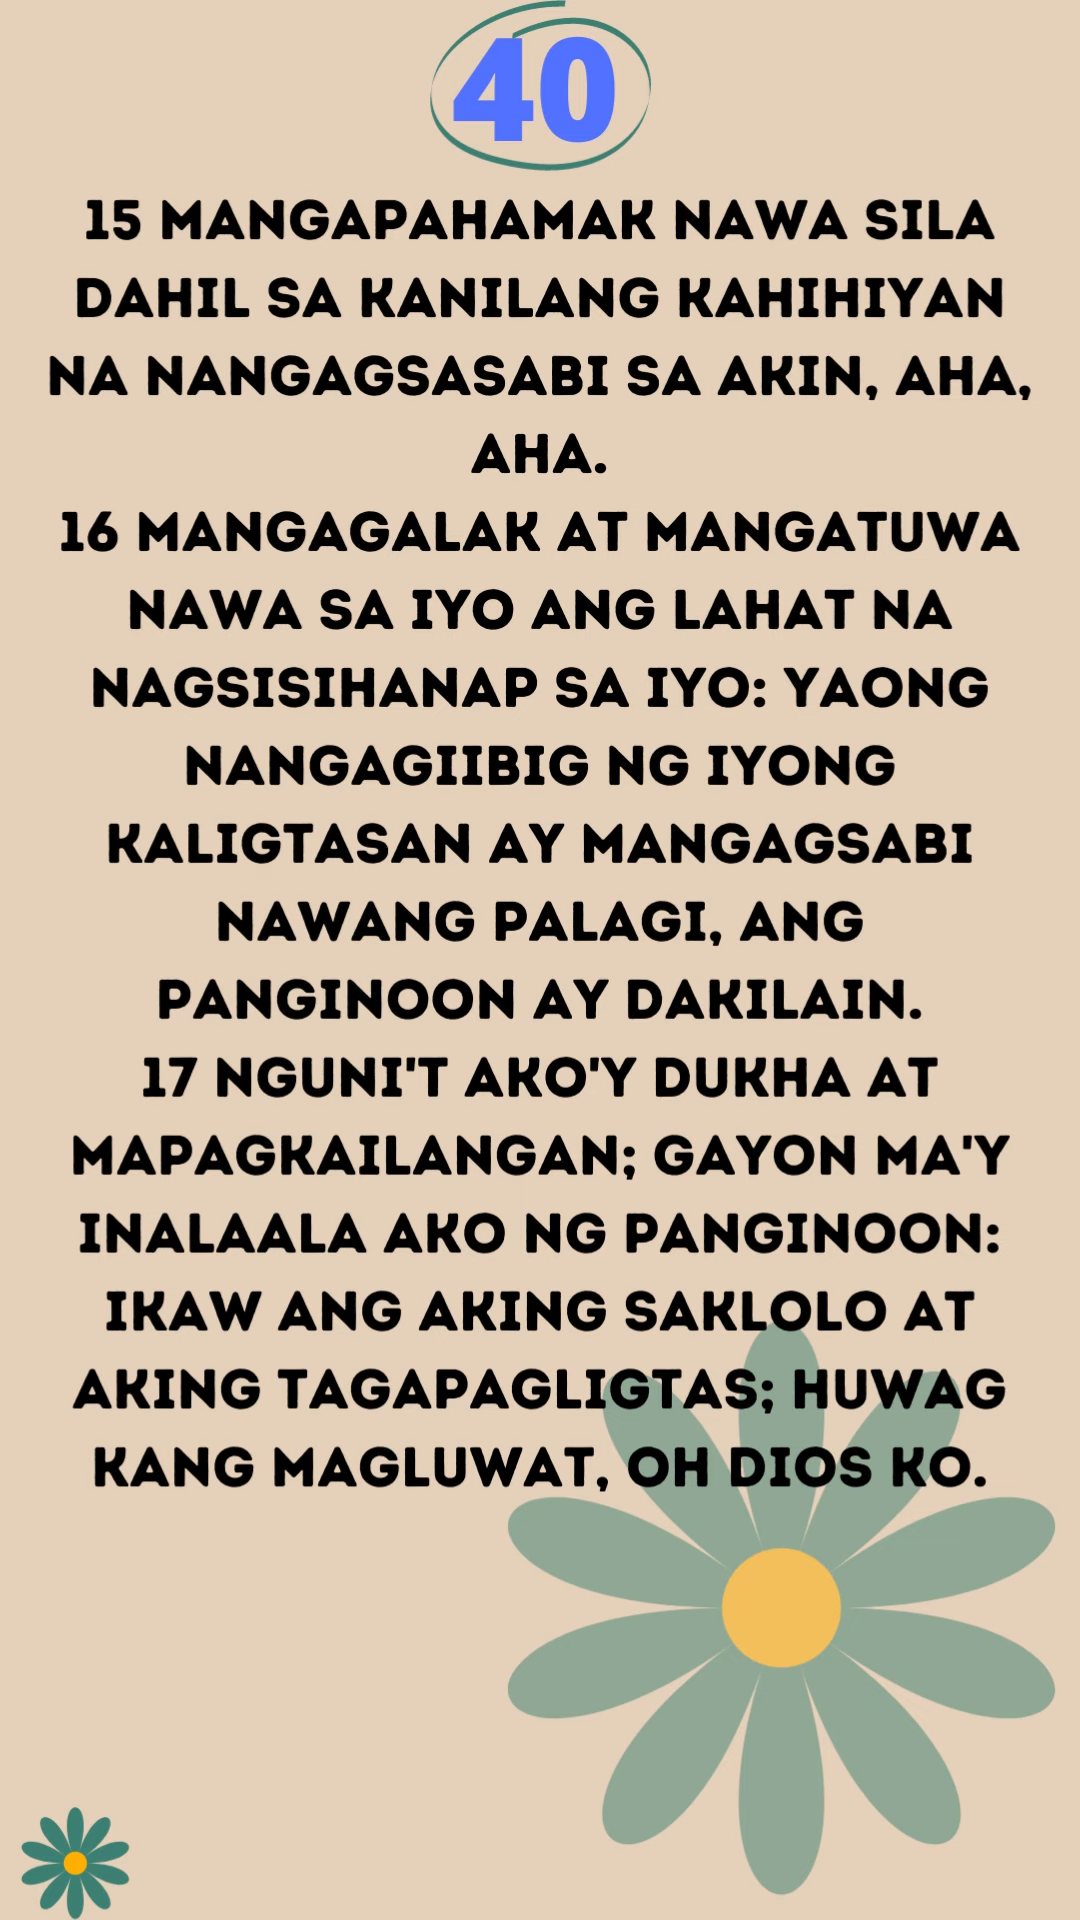 40
15 MANGAPAHAMAK NAWA SILA
DAHIL SA KANILANG KAHIHIYAN
NA NANGAGSASABI SA AKIN, AHA,
AHA.
16 MANGAGALAK AT MANGATUWA
NAWA SA IYO ANG LAHAT NA
NAGSISIHANAP SA IYO: YAONG
NANGAGIIBIG NG IYONG
KALIGTASAN AY MANGAGSABI
NAWANG PALAGI, ANG
PANGINOON AY DAKILAIN.
17 NGUNI'T AKO'Y DUKHA AT
MAPAGKAILANGAN; GAYON MA'Y
INALAALA AKO NG PANGINOON:
IKAW ANG AKING SAKLOLO AT
AKING TAGAPAGLIGTAS; HUWAG
KANG MAGLUWAT, OH DIOS KO.